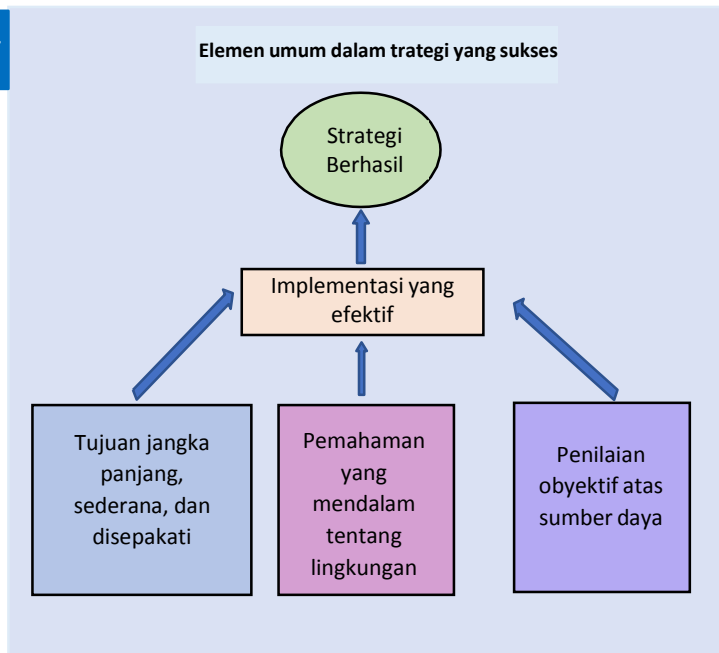 Elemen umum dalam trategi yang sukses
Strategi
Berhasil
Implementasi yang
efektif
Tujuan jangka
panjang,
sederana, dan
disepakati
Pemahaman
yang
mendalam
tentang
lingkungan
Penilaian
obyektif atas
sumber daya